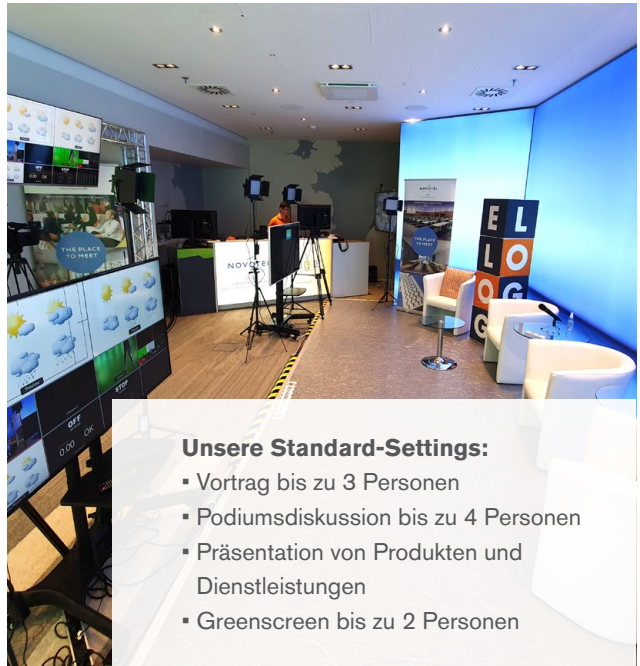 THE PLACE
TO MEET
NOVOTEL
NOVOTEL
THE PLACE
TO MEET
E L
L O
O G
G
OFF
STOP
0.00 OK
Unsere Standard-Settings:
▪ Vortrag bis zu 3 Personen
▪ Podiumsdiskussion bis zu 4 Personen
▪ Präsentation von Produkten und
Dienstleistungen
▪ Greenscreen bis zu 2 Personen